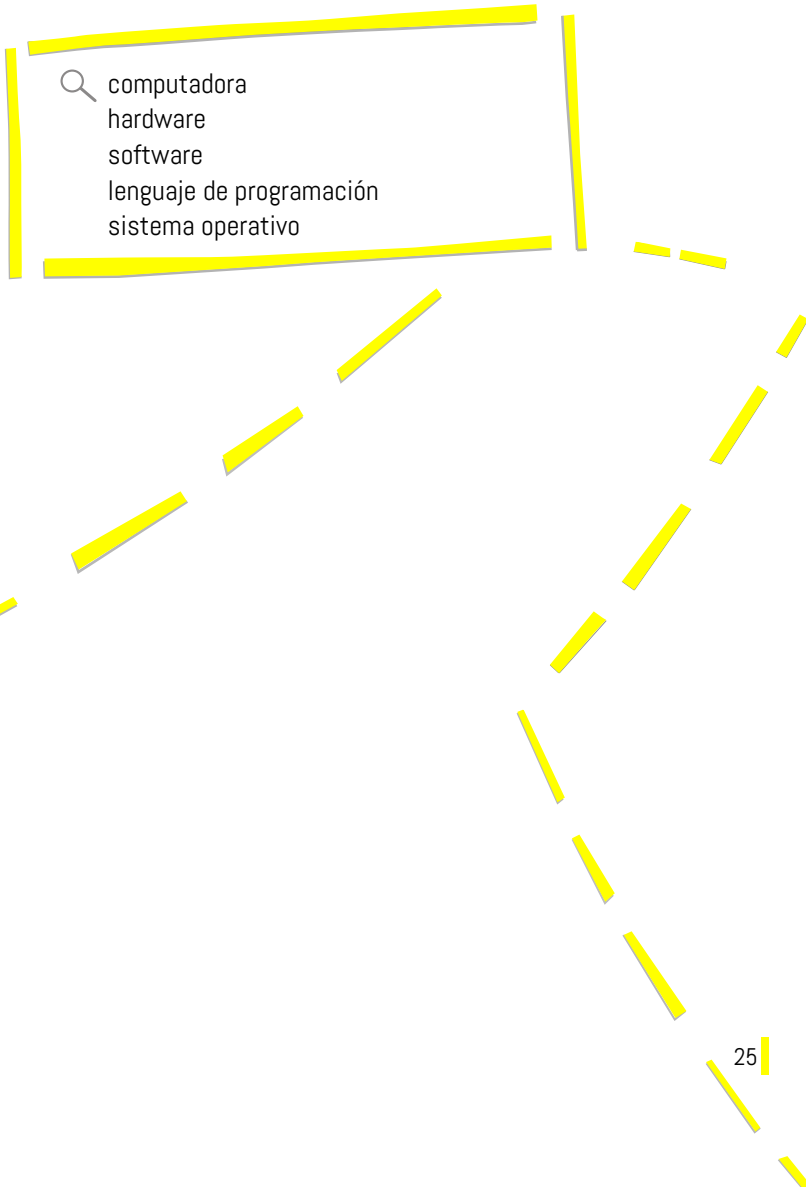 computadora
hardware
software
lenguaje de programación
sistema operativo
25